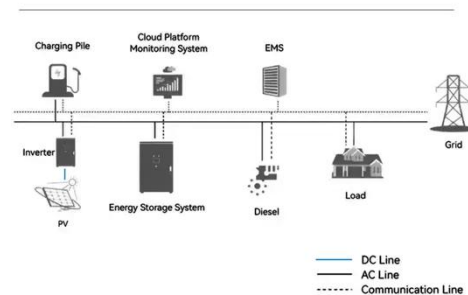 Charging Pile
Cloud Platform
Monitoring System
EMS
Grid
Inverter
PV
Energy Storage System
Diesel
Load
DC Line
AC Line
Communication Line